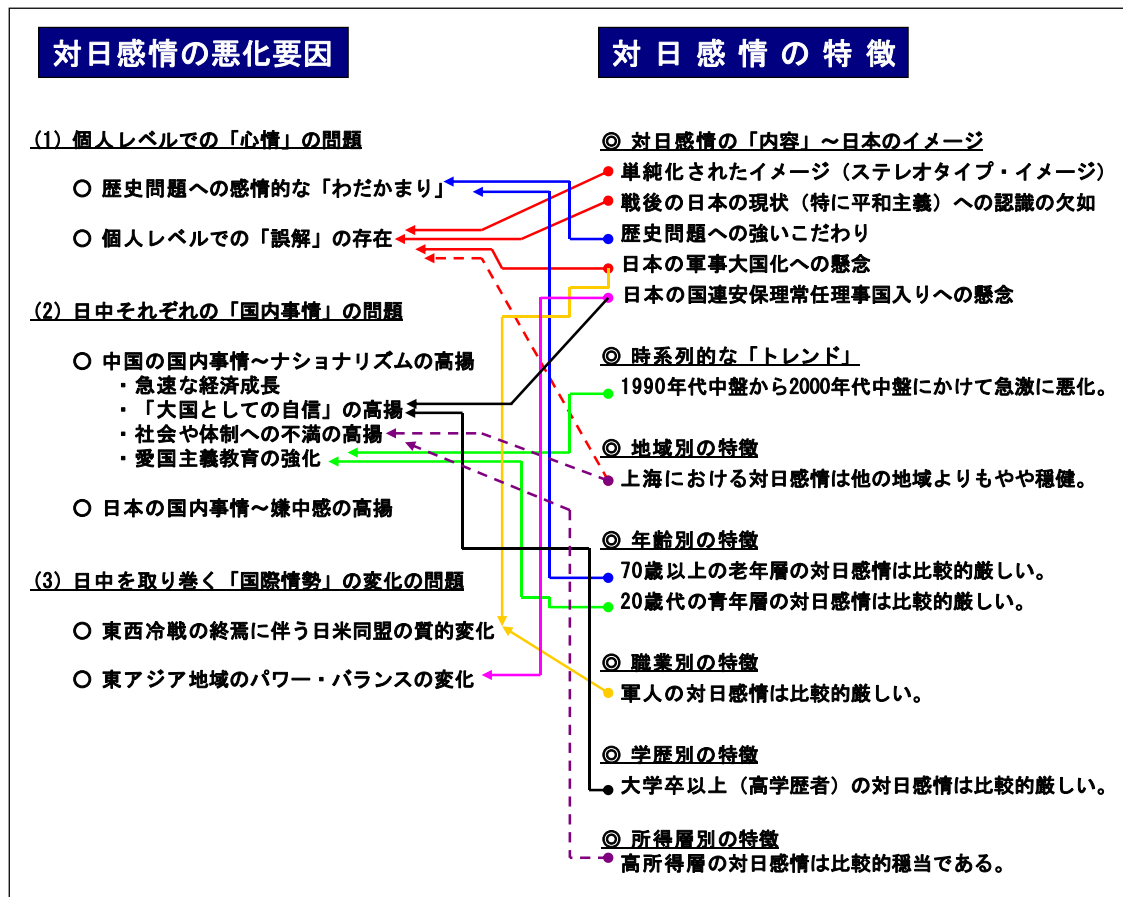 対日感情の悪化要因
(1) 個人レベルでの「心情」の問題
○ 歴史問題への感情的な「わだかまり」
○ 個人レベルでの「誤解」の存在
(2) 日中それぞれの「国内事情」の問題
○ 中国の国内事情～ナショナリズムの高揚
・急速な経済成長
・「大国としての自信」の高揚
・社会や体制への不満の高揚
・愛国主義教育の強化
○ 日本の国内事情～嫌中感の高揚
(3) 日中を取り巻く「国際情勢」の変化の問題
○ 東西冷戦の終焉に伴う日米同盟の質的変化
○ 東アジア地域のパワー・バランスの変化
対日感情の特徴
◎ 対日感情の「内容」～日本のイメージ
単純化されたイメージ（ステレオタイプ・イメージ）
戦後の日本の現状（特に平和主義）への認識の欠如
歴史問題への強いこだわり
日本の軍事大国化への懸念
日本の国連安保理常任理事国入りへの懸念
◎ 時系列的な「トレンド」
1990年代中盤から2000年代中盤にかけて急激に悪化。
◎ 地域別の特徴
上海における対日感情は他の地域よりもやや穏健。
◎ 年齢別の特徴
70歳以上の老年層の対日感情は比較的厳しい。
20歳代の青年層の対日感情は比較的厳しい。
◎ 職業別の特徴
軍人の対日感情は比較的厳しい。
◎ 学歴別の特徴
大学卒以上（高学歴者）の対日感情は比較的厳しい。
◎ 所得層別の特徴
高所得層の対日感情は比較的穏当である。